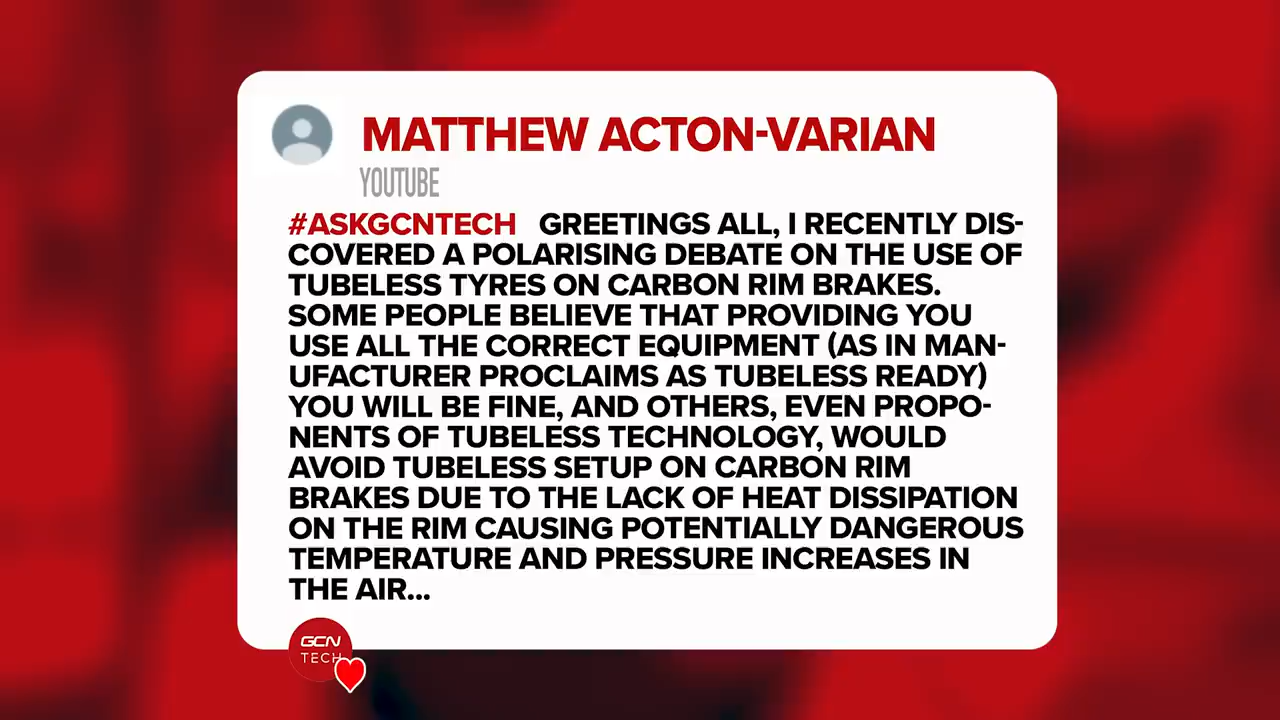 MATTHEW ACTON-VARIAN
YOUTUBE
#ASKGCNTECH GREETINGS ALL, I RECENTLY DIS-
COVERED A POLARISING DEBATE ON THE USE OF
TUBELESS TYRES ON CARBON RIM BRAKES.
SOME PEOPLE BELIEVE THAT PROVIDING YOU
USE ALL THE CORRECT EQUIPMENT (AS IN MAN-
UFACTURER PROCLAIMS AS TUBELESS READY)
YOU WILL BE FINE, AND OTHERS, EVEN PROPO-
NENTS OF TUBELESS TECHNOLOGY, WOULD
AVOID TUBELESS SETUP ON CARBON RIM
BRAKES DUE TO THE LACK OF HEAT DISSIPATION
ON THE RIM CAUSING POTENTIALLY DANGEROUS
TEMPERATURE AND PRESSURE INCREASES IN
THE AIR...
GCN
TECH